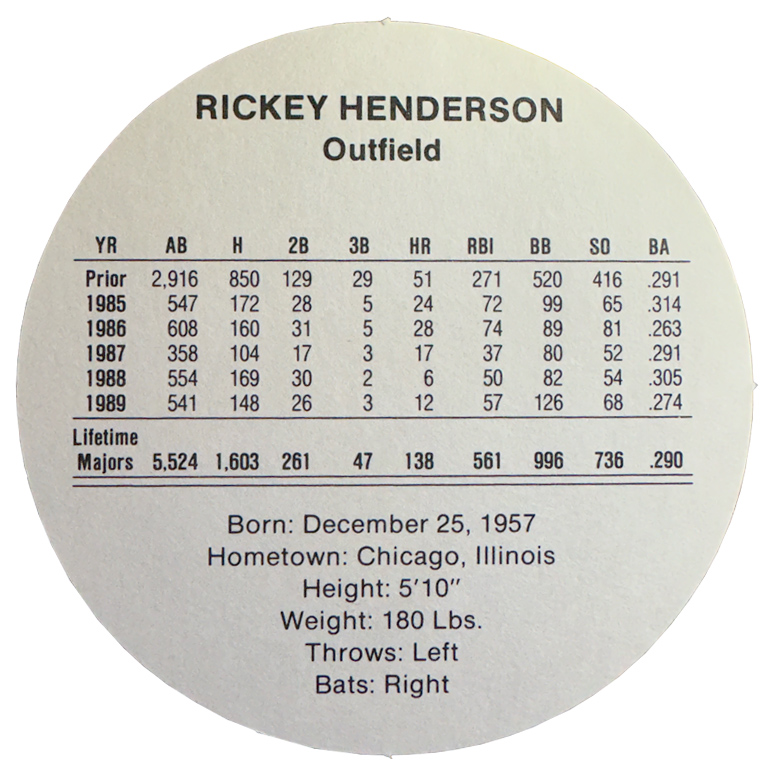 RICKEY HENDERSON
Outfield
YR AB H 2B 3B HR RBI BB SO BA
Prior 2,916 850 129 29 51 271 520 416 .291
1985 547 172 28 5 24 72 99 65 .314
1986 608 160 31 5 28 74 89 81 .263
1987 358 104 17 3 17 37 80 52 .291
1988 554 169 30 2 6 50 82 54 .305
1989 541 148 26 3 12 57 126 68 .274
Lifetime
Majors 5,524 1,603 261 47 138 561 996 736 .290
Born: December 25, 1957
Hometown: Chicago, Illinois
Height: 5'10"
Weight: 180 Lbs.
Throws: Left
Bats: Right